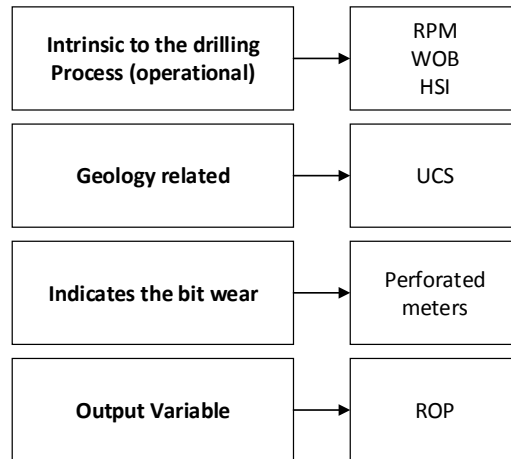 Intrinsic to the drilling
Process (operational)
RPM
WOB
HSI
Geology related
UCS
Indicates the bit wear
Perforated
meters
Output Variable
ROP